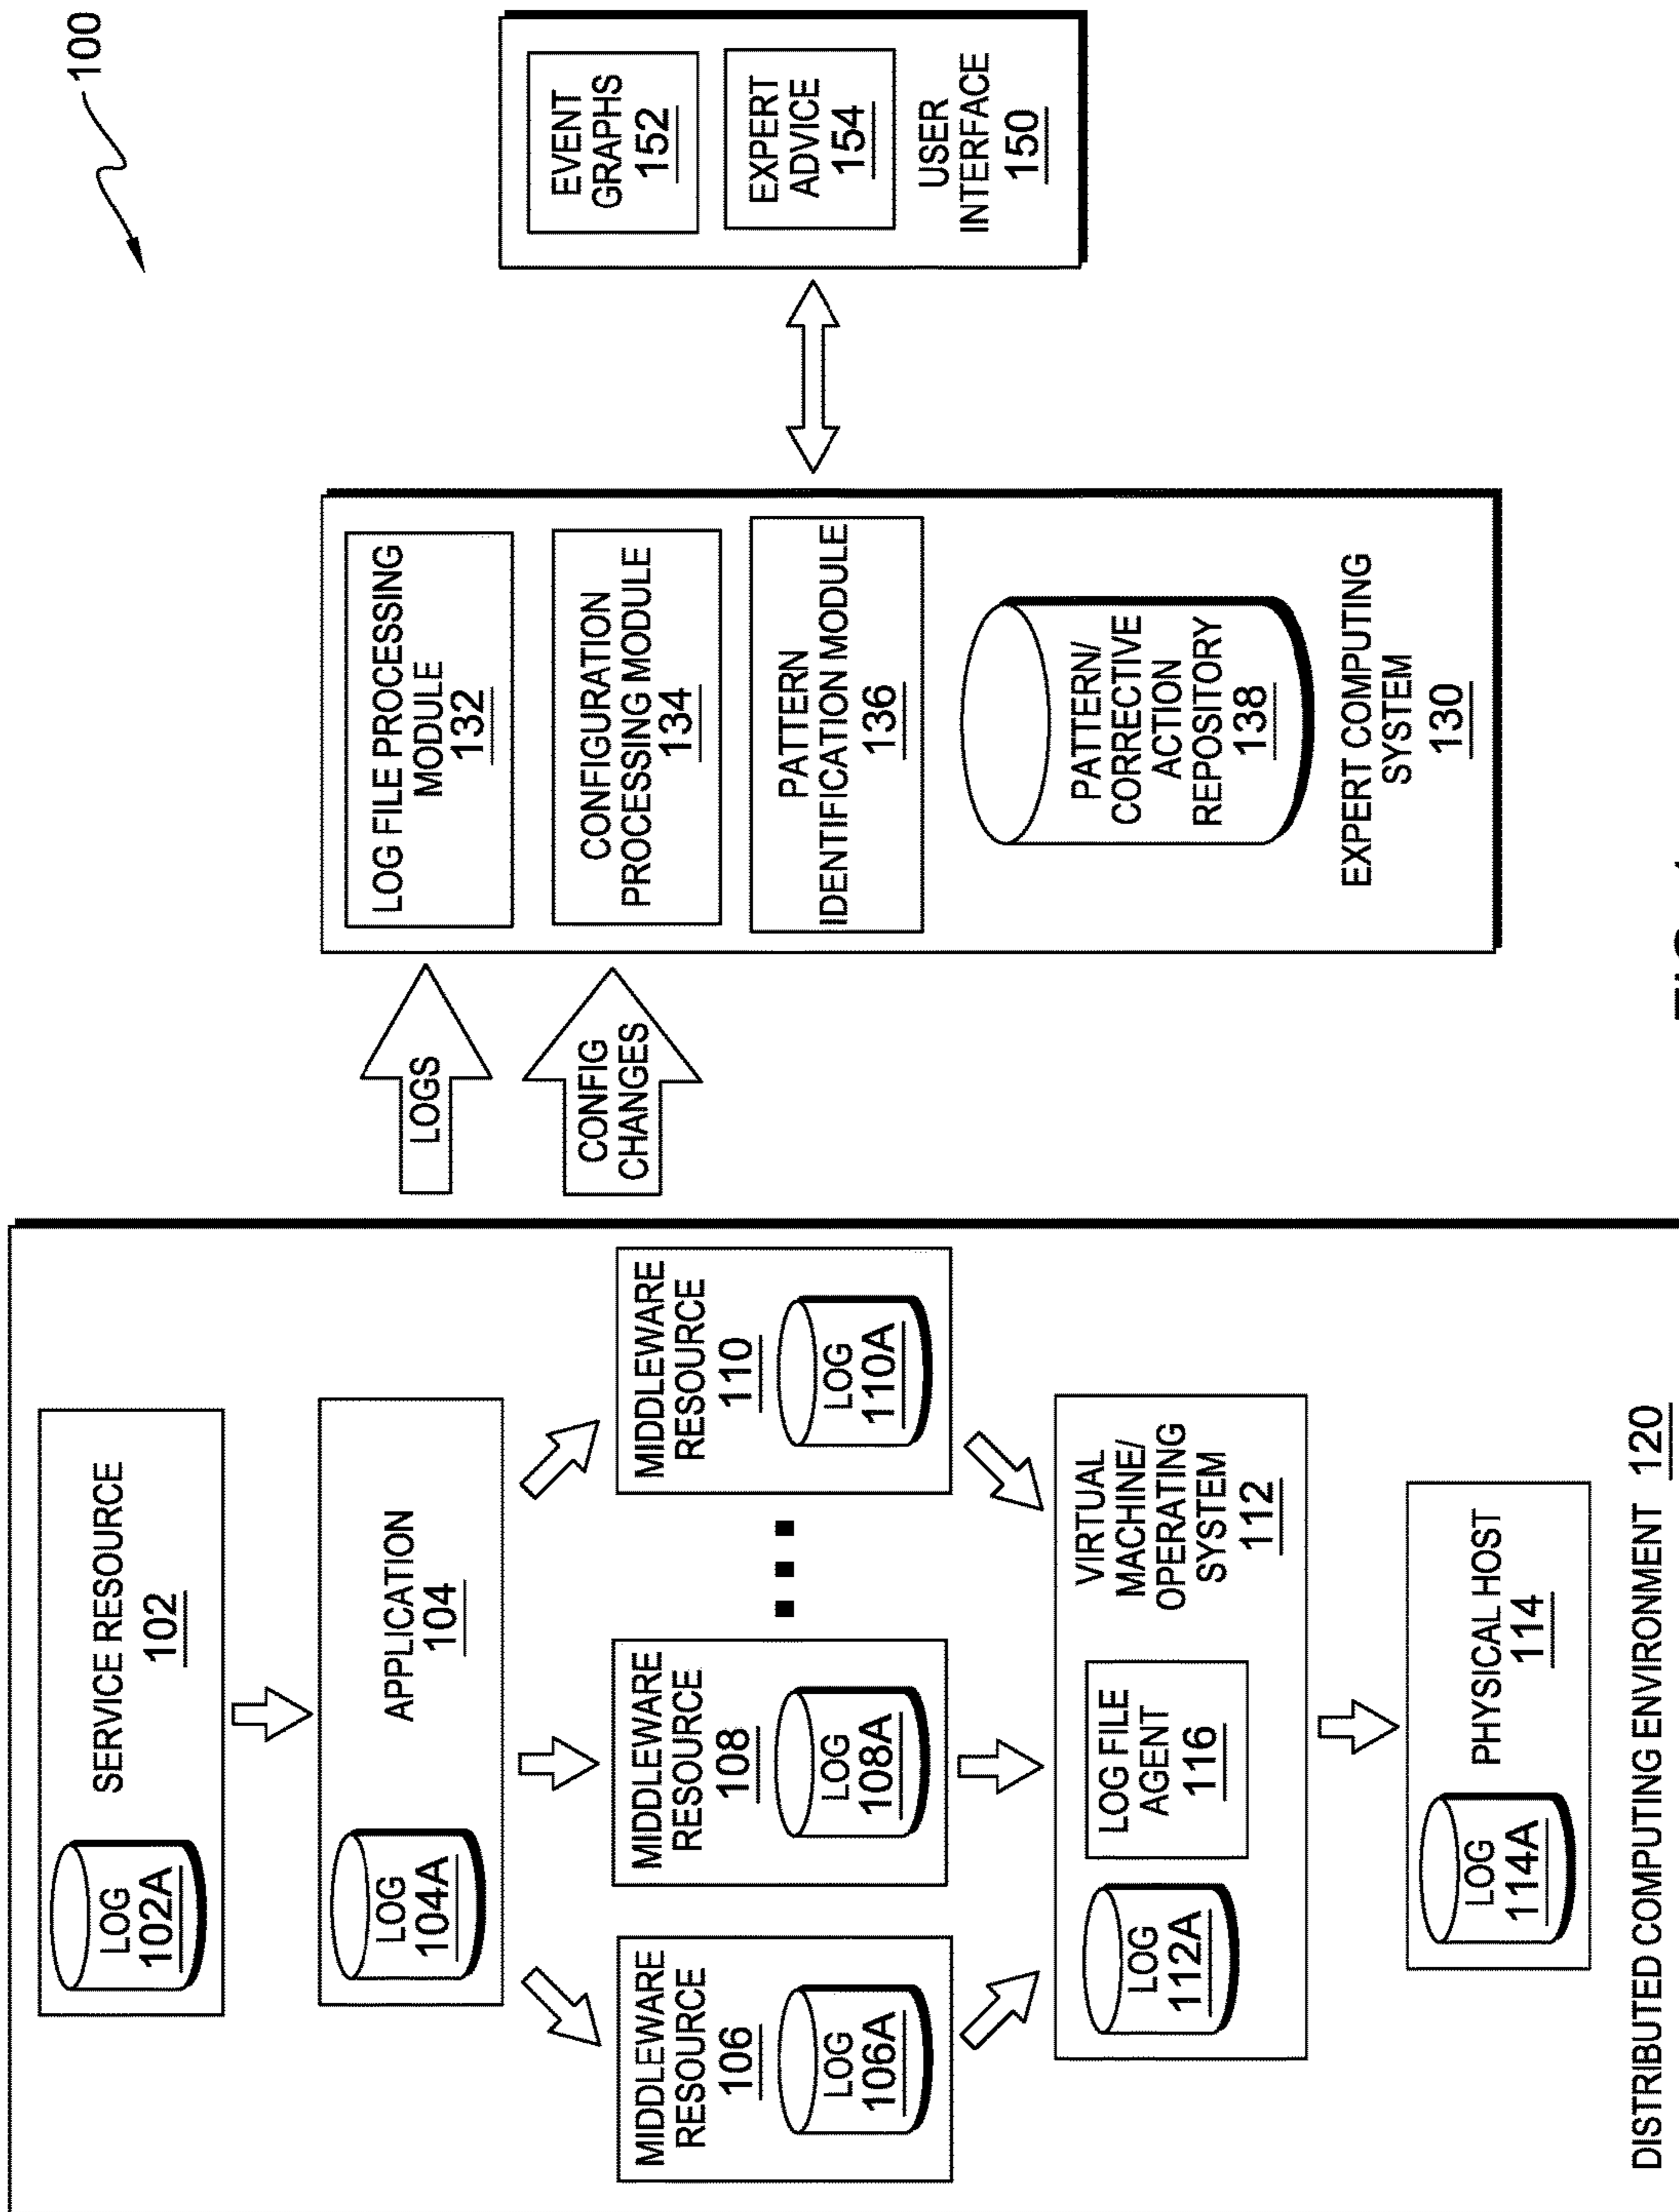 100
SERVICE RESOURCE
102
LOG
102A
APPLICATION
104
LOG
104A
MIDDLEWARE
RESOURCE
106
LOG
106A
MIDDLEWARE
RESOURCE
108
LOG
108A
MIDDLEWARE
RESOURCE
110
LOG
110A
LOG
112A
LOG FILE
AGENT
116
VIRTUAL
MACHINE/
OPERATING
SYSTEM
112
LOG
114A
PHYSICAL HOST
114
DISTRIBUTED COMPUTING ENVIRONMENT 120
LOGS
CONFIG
CHANGES
LOG FILE PROCESSING
MODULE
132
CONFIGURATION
PROCESSING MODULE
134
PATTERN
IDENTIFICATION MODULE
136
PATTERN/
CORRECTIVE
ACTION
REPOSITORY
138
EXPERT COMPUTING
SYSTEM
130
EVENT
GRAPHS
152
EXPERT
ADVICE
154
USER
INTERFACE
150